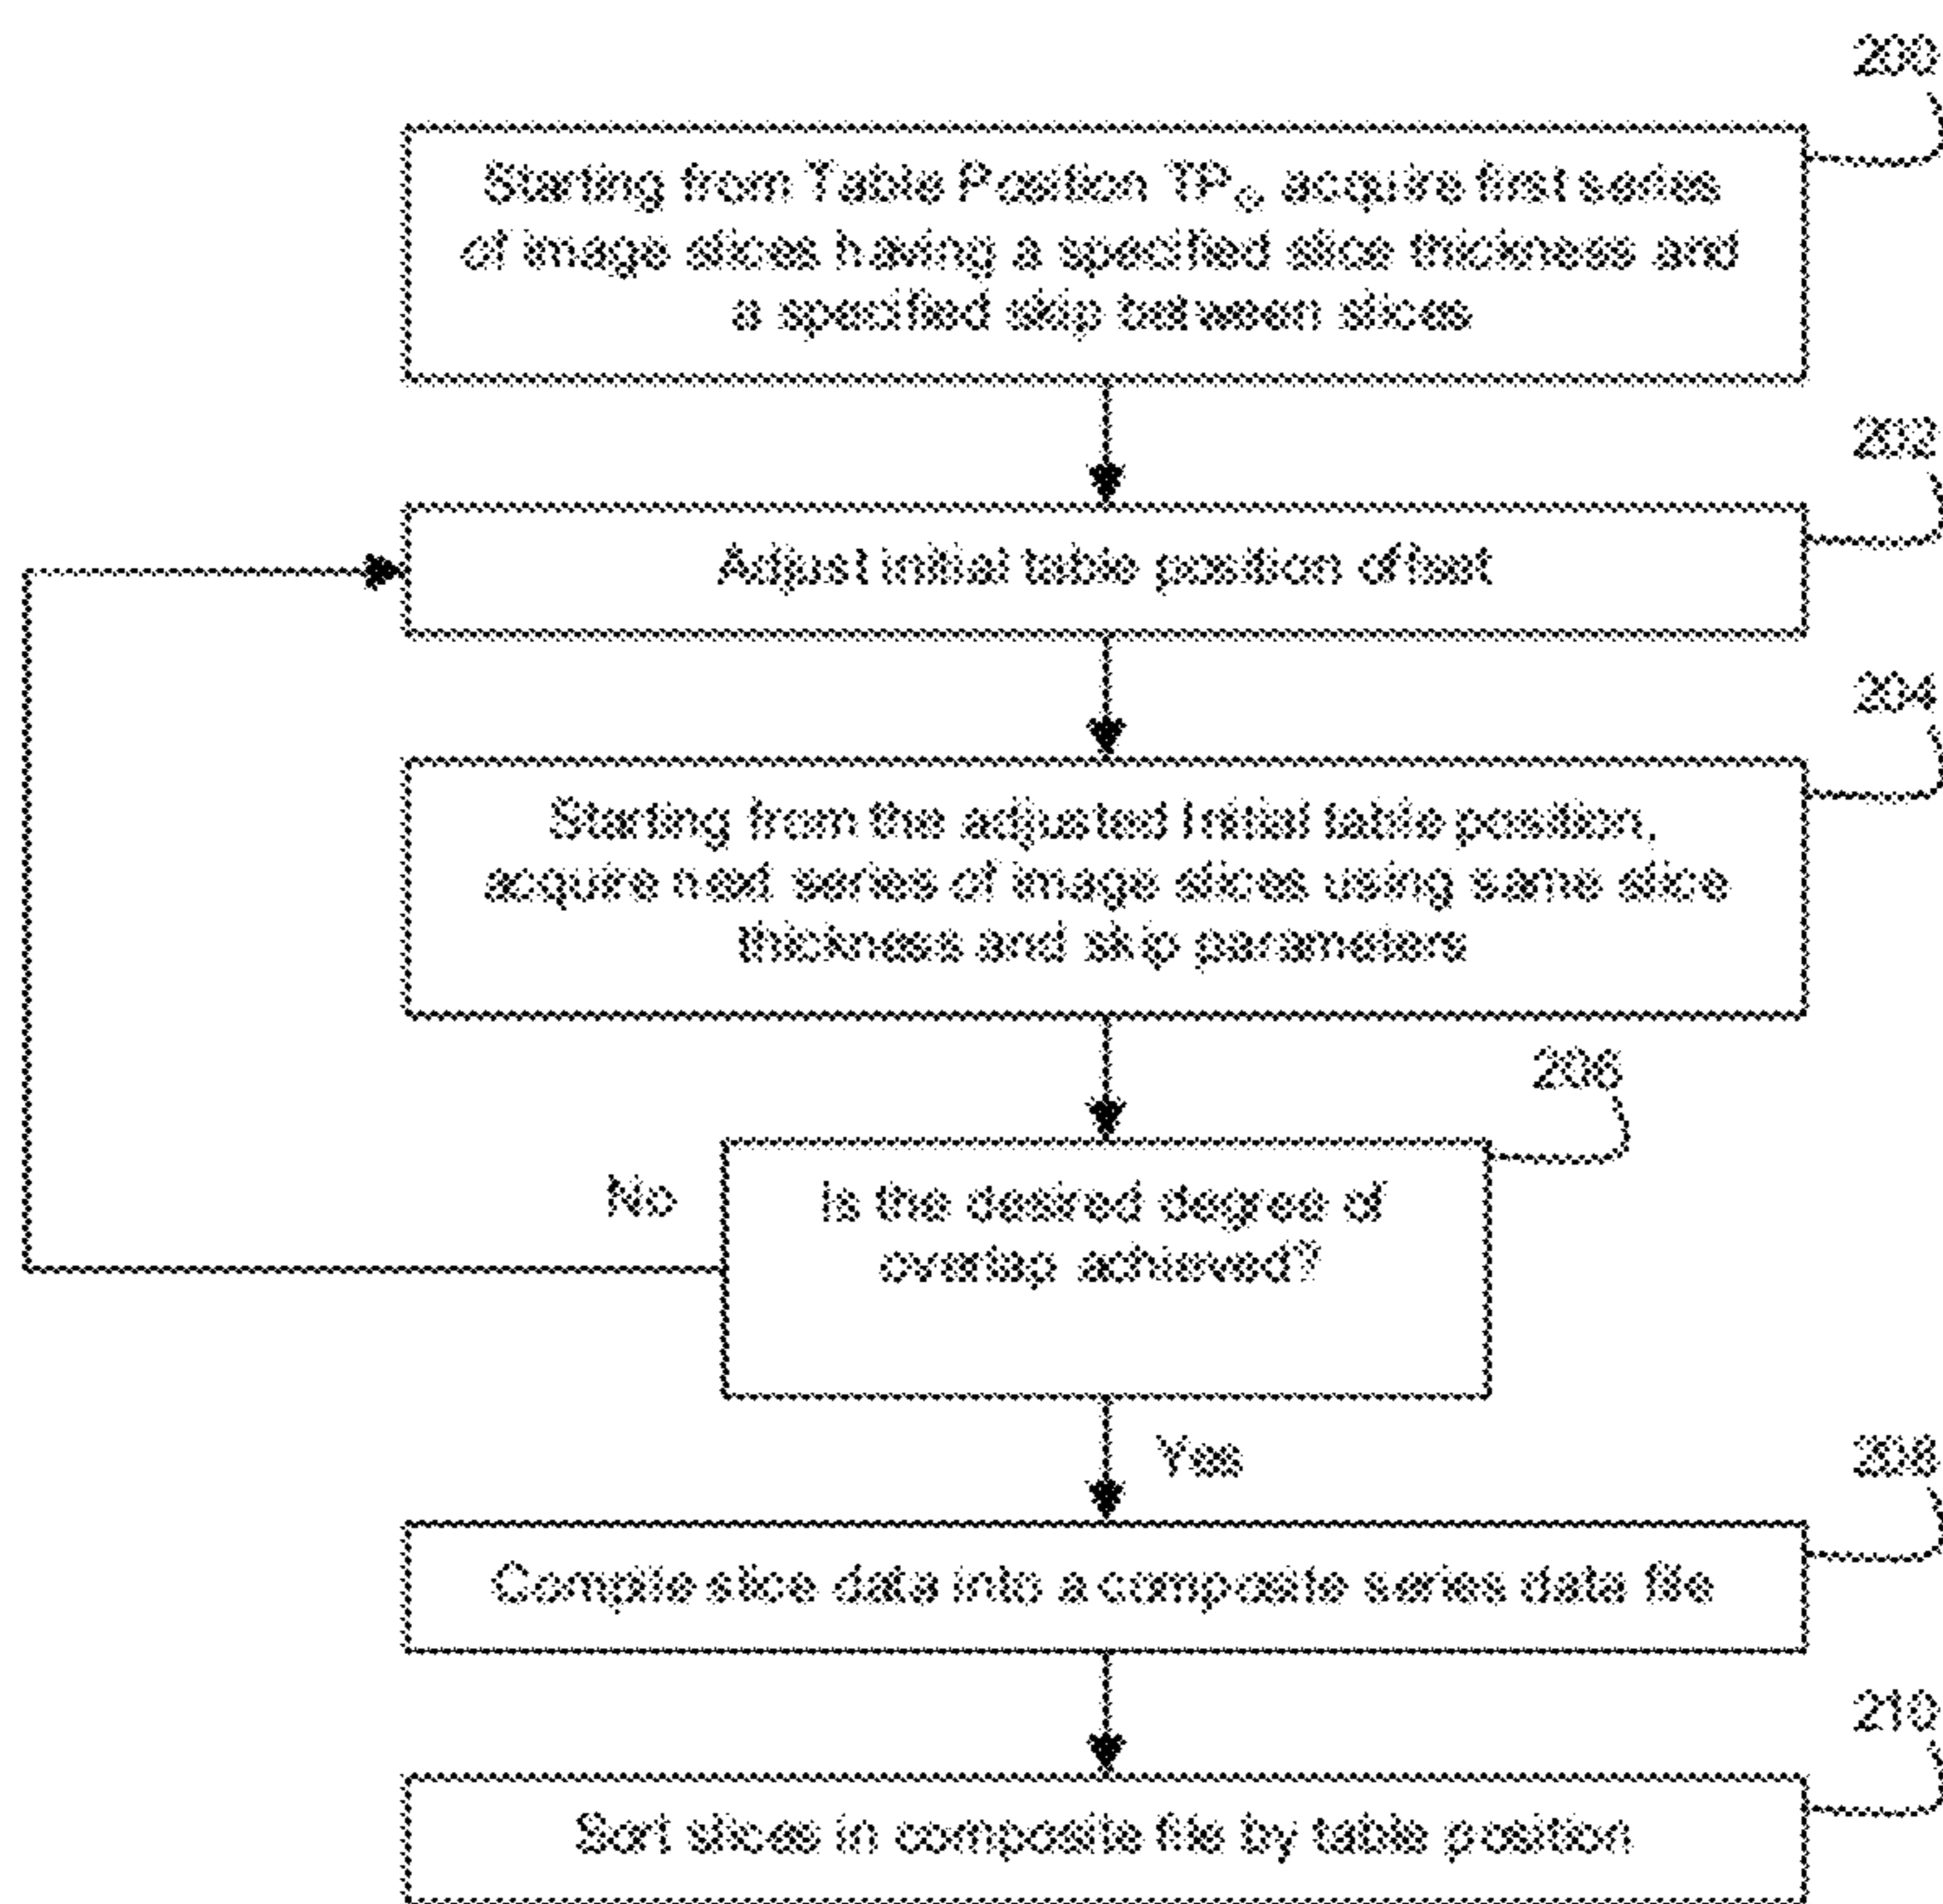 200
Starting from Table Position TP₀, acquire first series
of image slices having a specified slice thickness and
a specified skip between slices
202
Adjust initial table position offset
204
Starting from the adjusted initial table position,
acquire next series of image slices using same slice
thickness and skip parameters
206
Is the desired degree of
overlap achieved?
No
Yes
208
Compile slice data into a composite series data file
210
Sort slices in composite file by table position